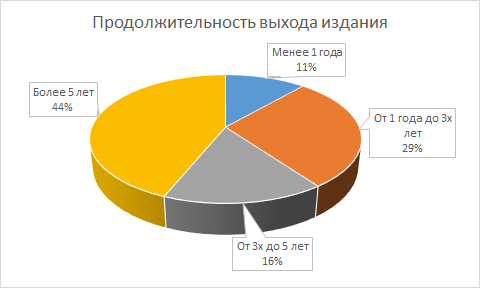 Продолжительность выхода издания
Менее 1 года
11%
Более 5 лет
44%
От 1 года до 3х
лет
29%
От 3х до 5 лет
16%